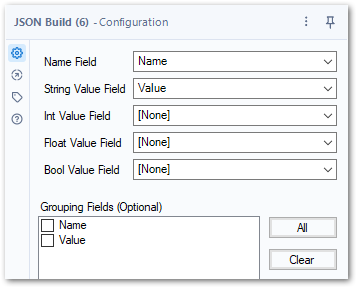 JSON Build (6) - Configuration
Name Field Name
String Value Field Value
Int Value Field [None]
Float Value Field [None]
Bool Value Field [None]
Grouping Fields (Optional)
Name
Value
All
Clear